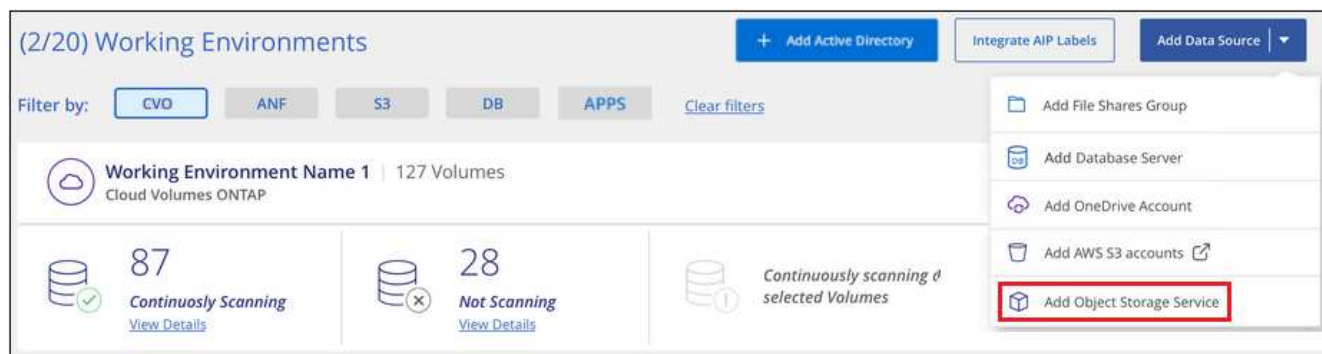 (2/20) Working Environments
+ Add Active Directory
Integrate AIP Labels
Add Data Source
Filter by:
CVO
ANF
S3
DB
APPS
Clear filters
Working Environment Name 1 | 127 Volumes
Cloud Volumes ONTAP
87
Continuosly Scanning
View Details
28
Not Scanning
View Details
Continuously scanning
selected Volumes
Add File Shares Group
DB
Add Database Server
Add OneDrive Account
Add AWS S3 accounts
Add Object Storage Service